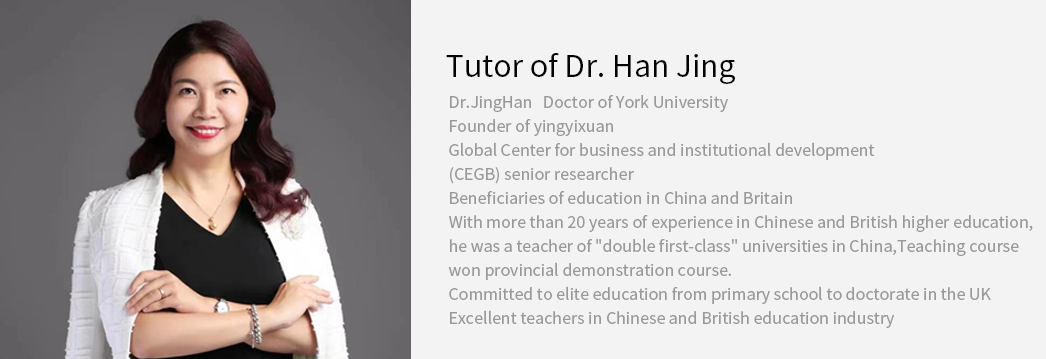 Tutor of Dr. Han Jing
Dr.JingHan Doctor of York University
Founder of yingyixuan
Global Center for business and institutional development
(CEGB) senior researcher
Beneficiaries of education in China and Britain
With more than 20 years of experience in Chinese and British higher education,
he was a teacher of "double first-class" universities in China,Teaching course
won provincial demonstration course.
Committed to elite education from primary school to doctorate in the UK
Excellent teachers in Chinese and British education industry